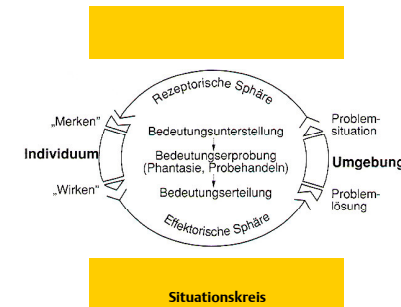 Rezeptorische Sphäre
„Merken"
Problem-
situation
Bedeutungsunterstellung
Individuum
Bedeutungserprobung
(Phantasie, Probehandeln)
Umgebung
„Wirken"
Bedeutungserteilung
Problem-
lösung
Effektorische Sphäre
Situationskreis